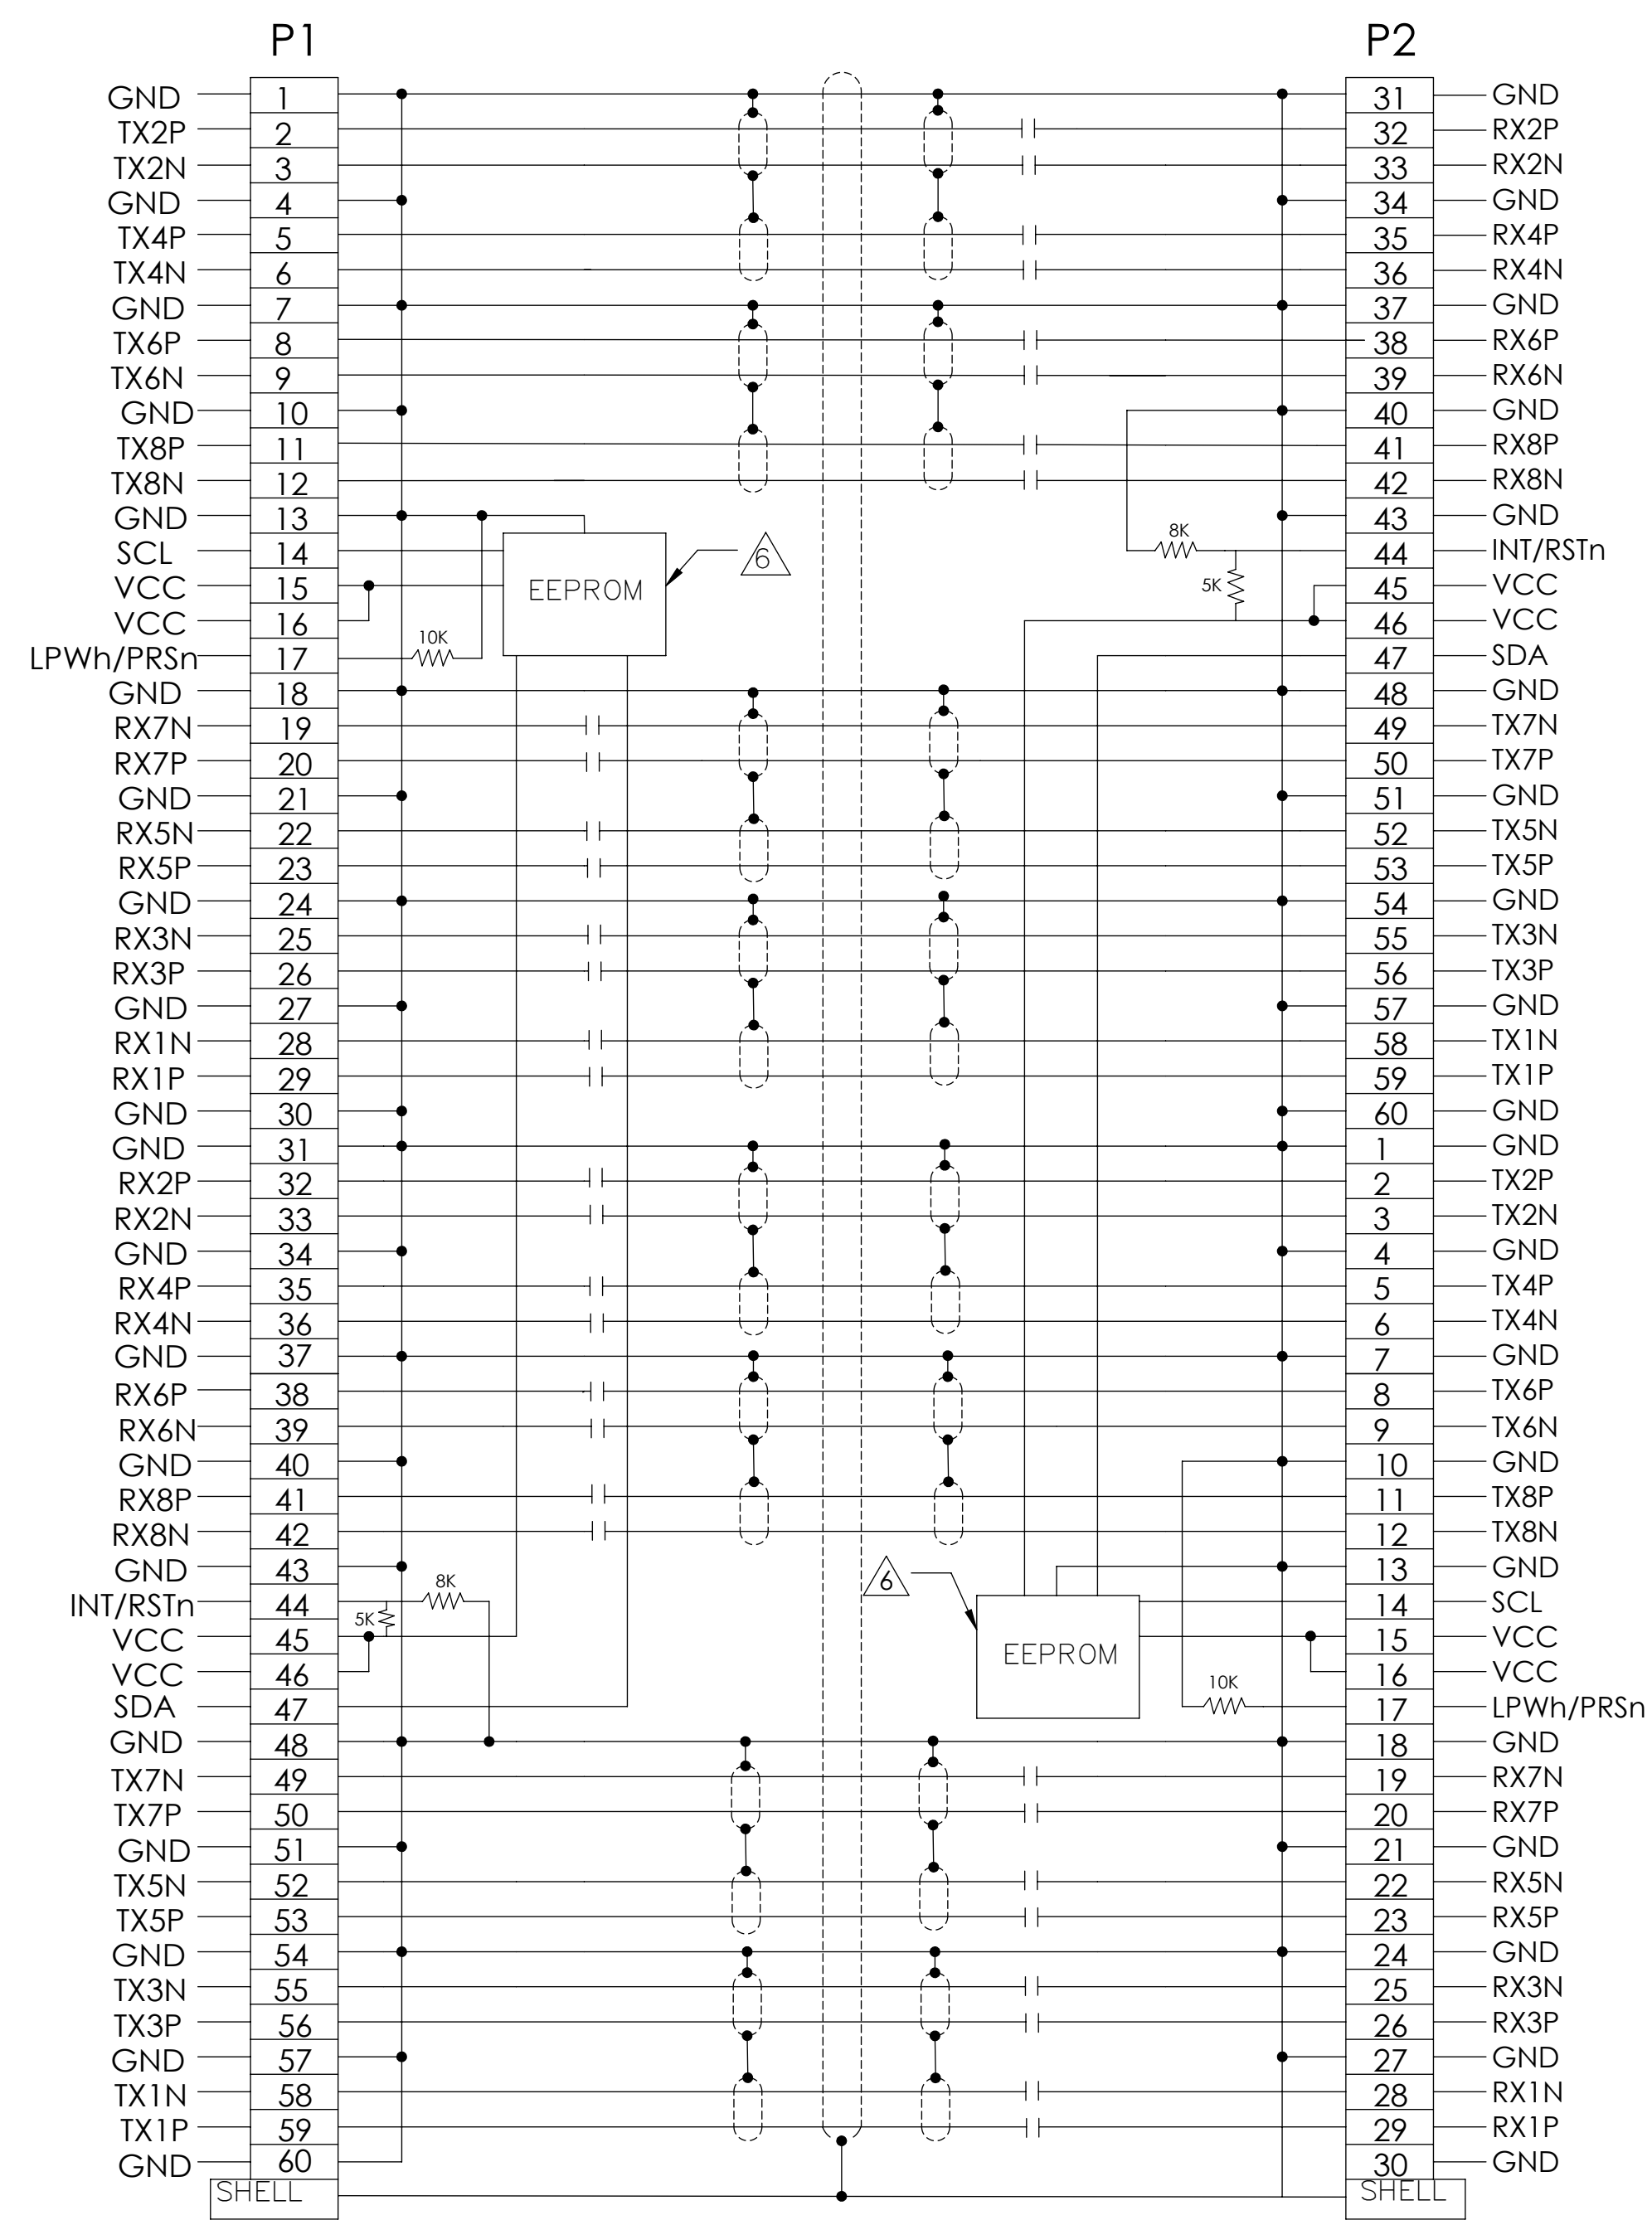 P1 P2
GND 1 31 GND
TX2P 2 32 RX2P
TX2N 3 33 RX2N
GND 4 34 GND
TX4P 5 35 RX4P
TX4N 6 36 RX4N
GND 7 37 GND
TX6P 8 38 RX6P
TX6N 9 39 RX6N
GND 10 40 GND
TX8P 11 41 RX8P
TX8N 12 42 RX8N
GND 13 43 GND
8K
SCL 14 6 44 INT/RSTn
VCC 15 EEPROM 5K 45 VCC
VCC 16 46 VCC
10K
LPWh/PRSn 17 47 SDA
GND 18 48 GND
RX7N 19 49 TX7N
RX7P 20 50 TX7P
GND 21 51 GND
RX5N 22 52 TX5N
RX5P 23 53 TX5P
GND 24 54 GND
RX3N 25 55 TX3N
RX3P 26 56 TX3P
GND 27 57 GND
RX1N 28 58 TX1N
RX1P 29 59 TX1P
GND 30 60 GND
GND 31 1 GND
RX2P 32 2 TX2P
RX2N 33 3 TX2N
GND 34 4 GND
RX4P 35 5 TX4P
RX4N 36 6 TX4N
GND 37 7 GND
RX6P 38 8 TX6P
RX6N 39 9 TX6N
GND 40 10 GND
RX8P 41 11 TX8P
RX8N 42 12 TX8N
GND 43 6 13 GND
8K
INT/RSTn 44 14 SCL
5K
VCC 45 EEPROM 15 VCC
VCC 46 16 VCC
10K
SDA 47 17 LPWh/PRSn
GND 48 18 GND
TX7N 49 19 RX7N
TX7P 50 20 RX7P
GND 51 21 GND
TX5N 52 22 RX5N
TX5P 53 23 RX5P
GND 54 24 GND
TX3N 55 25 RX3N
TX3P 56 26 RX3P
GND 57 27 GND
TX1N 58 28 RX1N
TX1P 59 29 RX1P
GND 60 30 GND
SHELL SHELL